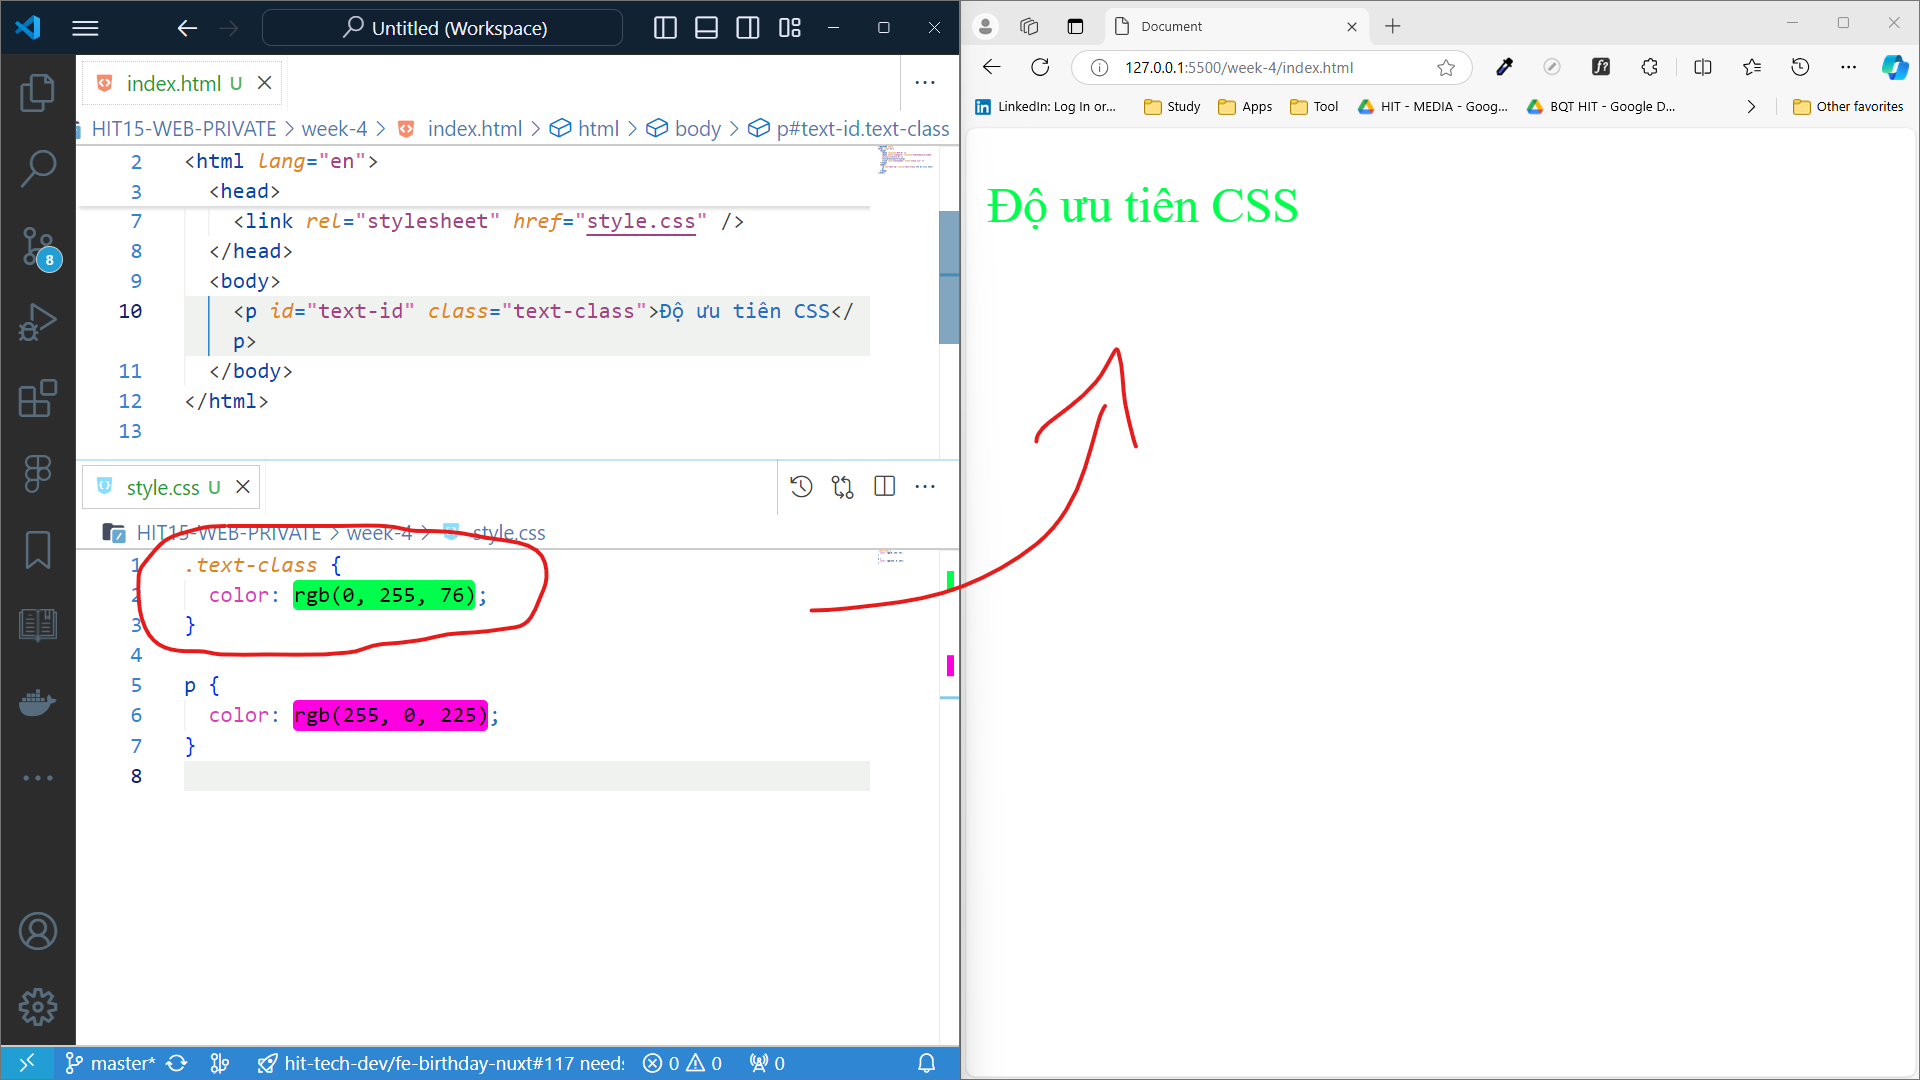 Untitled (Workspace)
index.html U
HIT15-WEB-PRIVATE > week-4 > index.html > html > body > p#text-id.text-class
2 <html lang="en">
3 <head>
7 <link rel="stylesheet" href="style.css" />
8 </head>
9 <body>
10 <p id="text-id" class="text-class">Độ ưu tiên CSS</
p>
11 </body>
12 </html>
13
style.css U
HIT15-WEB-PRIVATE > week-4 > style.css
1 .text-class {
2 color: rgb(0, 255, 76);
3 }
4
5 p {
6 color: rgb(255, 0, 225);
7 }
8
8
master* hit-tech-dev/fe-birthday-nuxt#117 needs 0 0 0
Document
127.0.0.1:5500/week-4/index.html
LinkedIn: Log In or... Study Apps Tool HIT - MEDIA - Goog... BQT HIT - Google D... Other favorites
Độ ưu tiên CSS